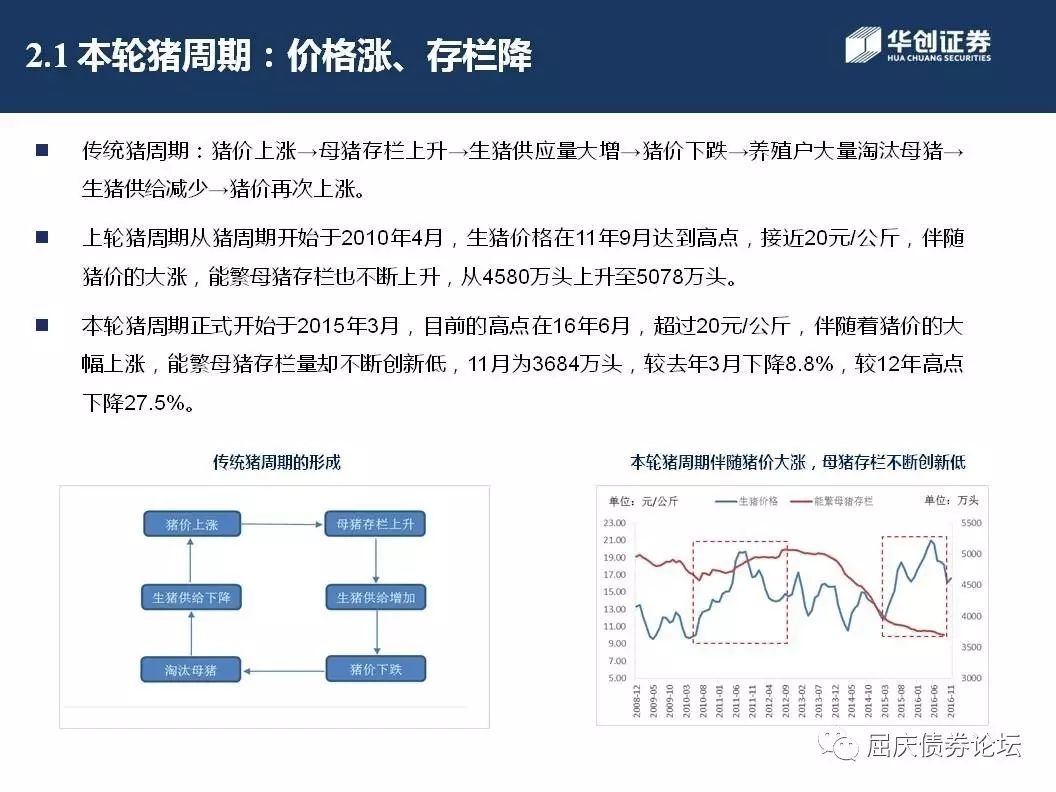 2.1 本轮猪周期：价格涨、存栏降
华创证券
HUA CHUANG SECURITIES
■ 传统猪周期：猪价上涨→母猪存栏上升→生猪供应量大增→猪价下跌→养殖户大量淘汰母猪→
生猪供给减少→猪价再次上涨。
■ 上轮猪周期从猪周期开始于2010年4月，生猪价格在11年9月达到高点，接近20元/公斤，伴随
猪价的大涨，能繁母猪存栏也不断上升，从4580万头上升至5078万头。
■ 本轮猪周期正式开始于2015年3月，目前的高点在16年6月，超过20元/公斤，伴随着猪价的大
幅上涨，能繁母猪存栏量却不断创新低，11月为3684万头，较去年3月下降8.8%，较12年高点
下降27.5%。
传统猪周期的形成
猪价上涨
母猪存栏上升
生猪供给下降
生猪供给增加
淘汰母猪
猪价下跌
本轮猪周期伴随猪价大涨，母猪存栏不断创新低
单位：元/公斤
生猪价格
能繁母猪存栏
单位：万头
23.00
21.00
19.00
17.00
15.00
13.00
11.00
9.00
7.00
5.00
5500
5000
4500
4000
3500
3000
2008-12
2009-05
2009-10
2010-03
2010-08
2011-01
2011-06
2011-11
2012-04
2012-09
2013-02
2013-07
2013-12
2014-05
2014-10
2015-03
2015-08
2016-01
2016-06
2016-11
屈庆债券论坛